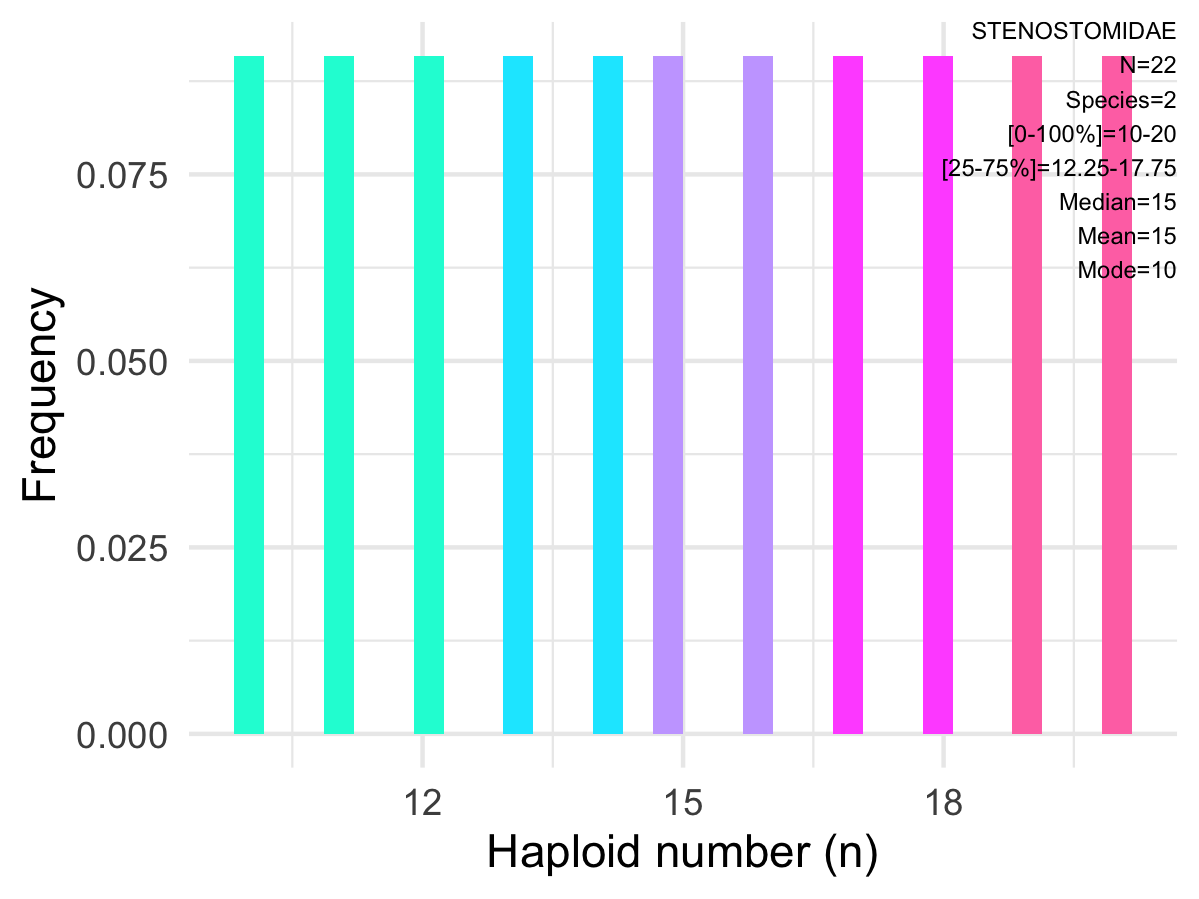 STENOSTOMIDAE
N=22
Species=2
[0-100%]=10-20
[25-75%]=12.25-17.75
Median=15
Mean=15
Mode=10
0.075
0.050
0.025
0.000
Frequency
12 15 18
Haploid number (n)